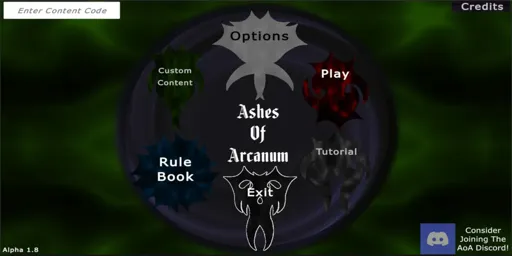 Enter Content Code
Credits
Options
Custom
Content
Play
Ashes
Of
Arcanum
Tutorial
Rule
Book
Exit
Alpha 1.8
Consider
Joining The
AoA Discord!